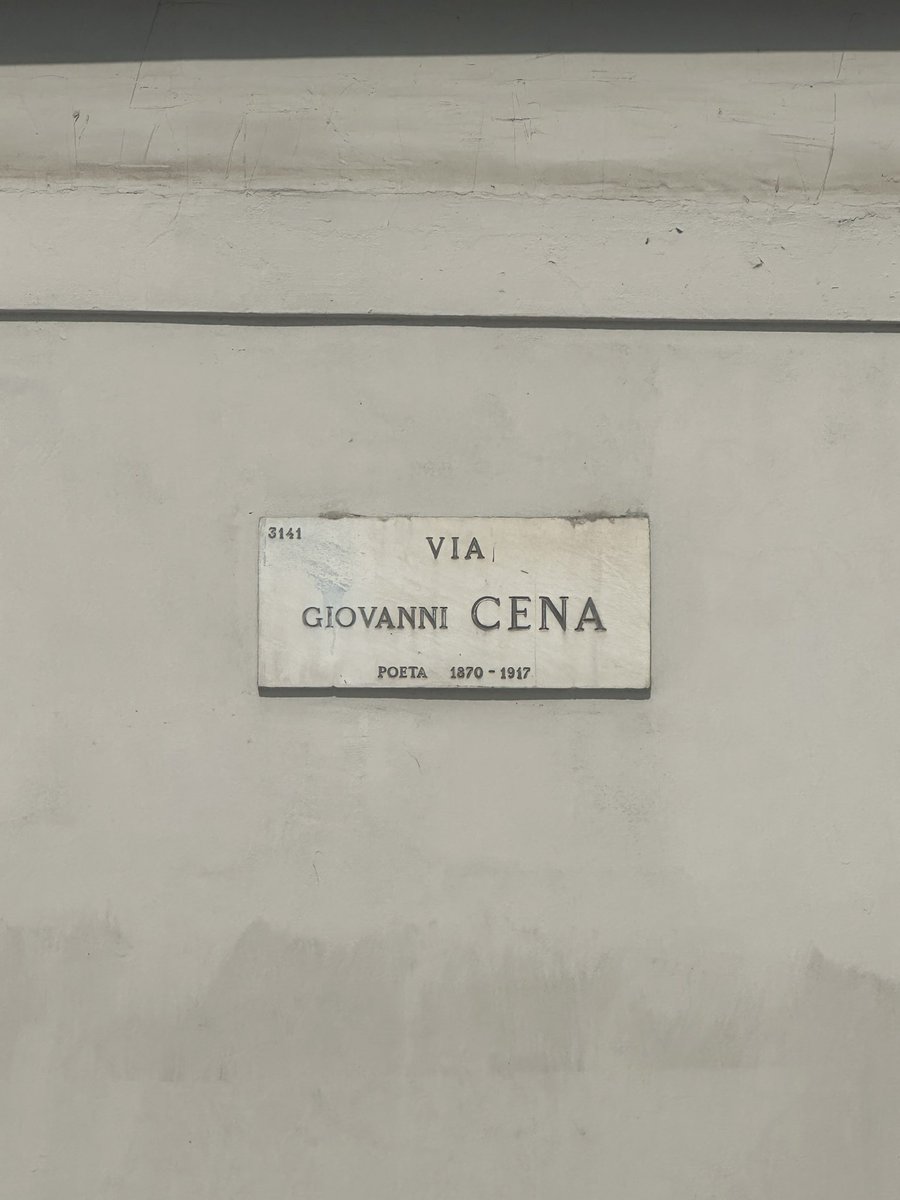 3141
VIA
GIOVANNI CENA
POETA 1870 - 1917